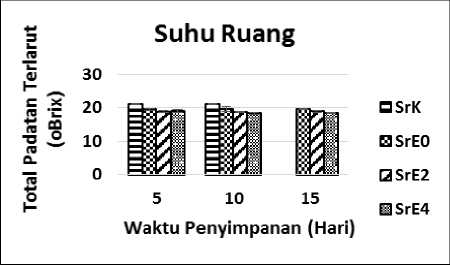 Suhu Ruang
Total Padatan Terlarut
(oBrix)
30
20
10
0
5 10 15
Waktu Penyimpanan (Hari)
SrK
SrE0
SrE2
SrE4